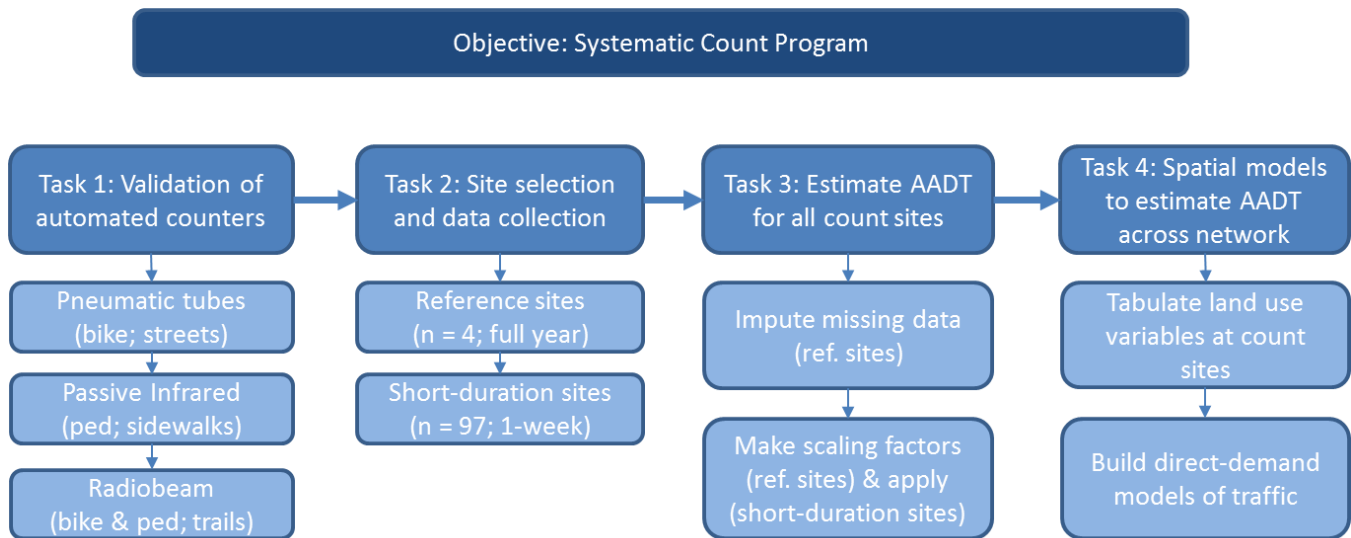 Objective: Systematic Count Program
Task 1: Validation of
automated counters
Pneumatic tubes
(bike; streets)
Passive Infrared
(ped; sidewalks)
Radiobeam
(bike & ped; trails)
Task 2: Site selection
and data collection
Reference sites
(n = 4; full year)
Short-duration sites
(n = 97; 1-week)
Task 3: Estimate AADT
for all count sites
Impute missing data
(ref. sites)
Make scaling factors
(ref. sites) & apply
(short-duration sites)
Task 4: Spatial models
to estimate AADT
across network
Tabulate land use
variables at count
sites
Build direct-demand
models of traffic